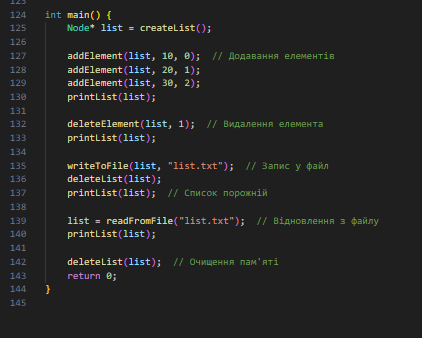 123
124 int main() {
125     Node* list = createList();
126
127     addElement(list, 10, 0);  // Додавання елементів
128     addElement(list, 20, 1);
129     addElement(list, 30, 2);
130     printList(list);
131
132     deleteElement(list, 1);  // Видалення елемента
133     printList(list);
134
135     writeToFile(list, "list.txt");  // Запис у файл
136     deleteList(list);
137     printList(list);  // Список порожній
138
139     list = readFromFile("list.txt");  // Відновлення з файлу
140     printList(list);
141
142     deleteList(list);  // Очищення пам'яті
143     return 0;
144 }
145